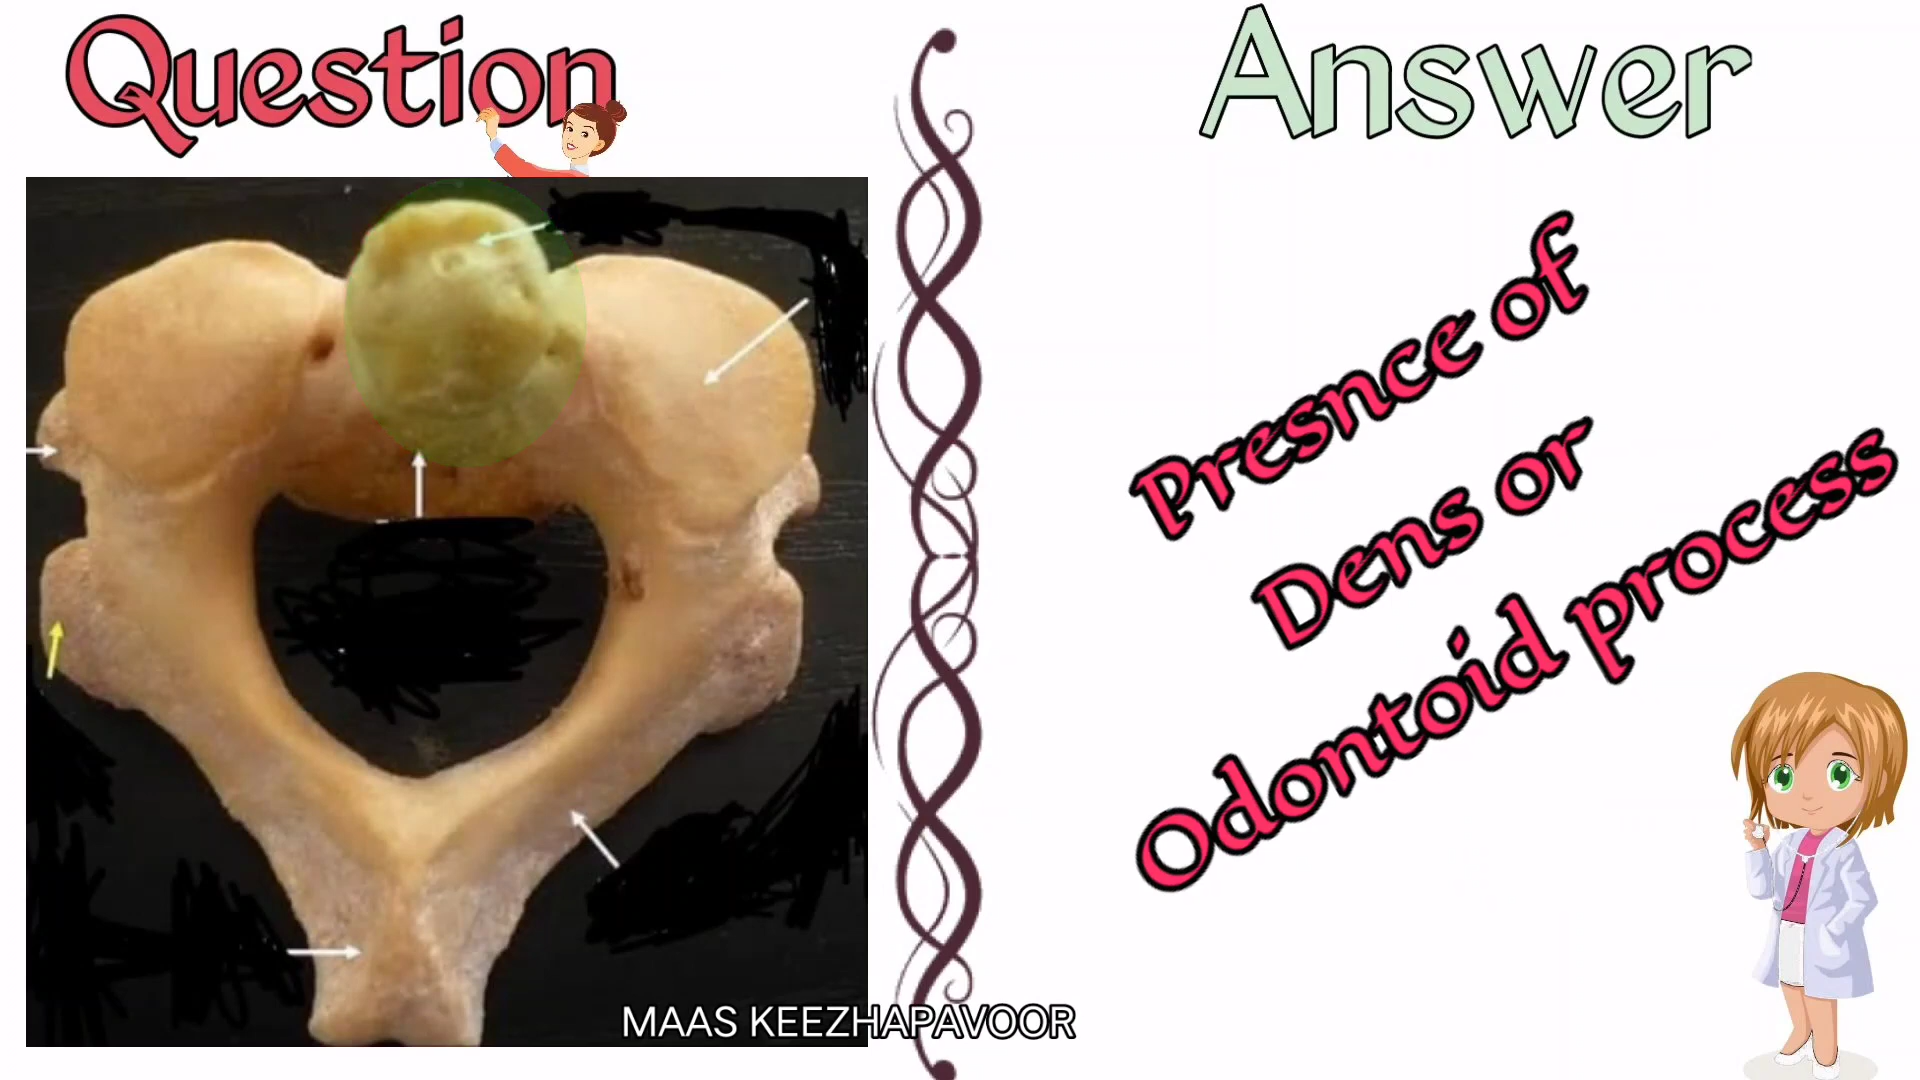 Question
Answer
Presnce of
Dens or
Odontoid process
MAAS KEEZHAPAVOOR